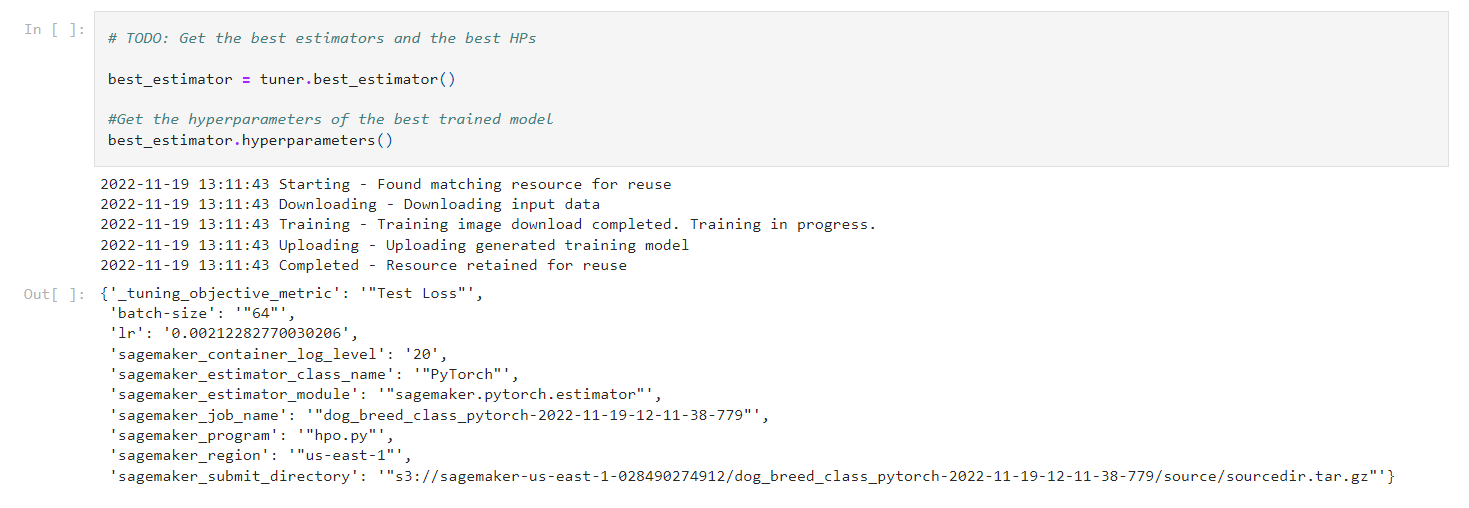 In [ ]:
# TODO: Get the best estimators and the best HPs
best_estimator = tuner.best_estimator()
#Get the hyperparameters of the best trained model
best_estimator.hyperparameters()
2022-11-19 13:11:43 Starting - Found matching resource for reuse
2022-11-19 13:11:43 Downloading - Downloading input data
2022-11-19 13:11:43 Training - Training image download completed. Training in progress.
2022-11-19 13:11:43 Uploading - Uploading generated training model
2022-11-19 13:11:43 Completed - Resource retained for reuse
Out[ ]: {'_tuning_objective_metric': '"Test Loss"',
'batch-size': '"64"',
'lr': '0.00212282770030206',
'sagemaker_container_log_level': '20',
'sagemaker_estimator_class_name': '"PyTorch"',
'sagemaker_estimator_module': '"sagemaker.pytorch.estimator"',
'sagemaker_job_name': '"dog_breed_class_pytorch-2022-11-19-12-11-38-779"',
'sagemaker_program': '"hpo.py"',
'sagemaker_region': '"us-east-1"',
'sagemaker_submit_directory': '"s3://sagemaker-us-east-1-028490274912/dog_breed_class_pytorch-2022-11-19-12-11-38-779/source/sourcedir.tar.gz"'}